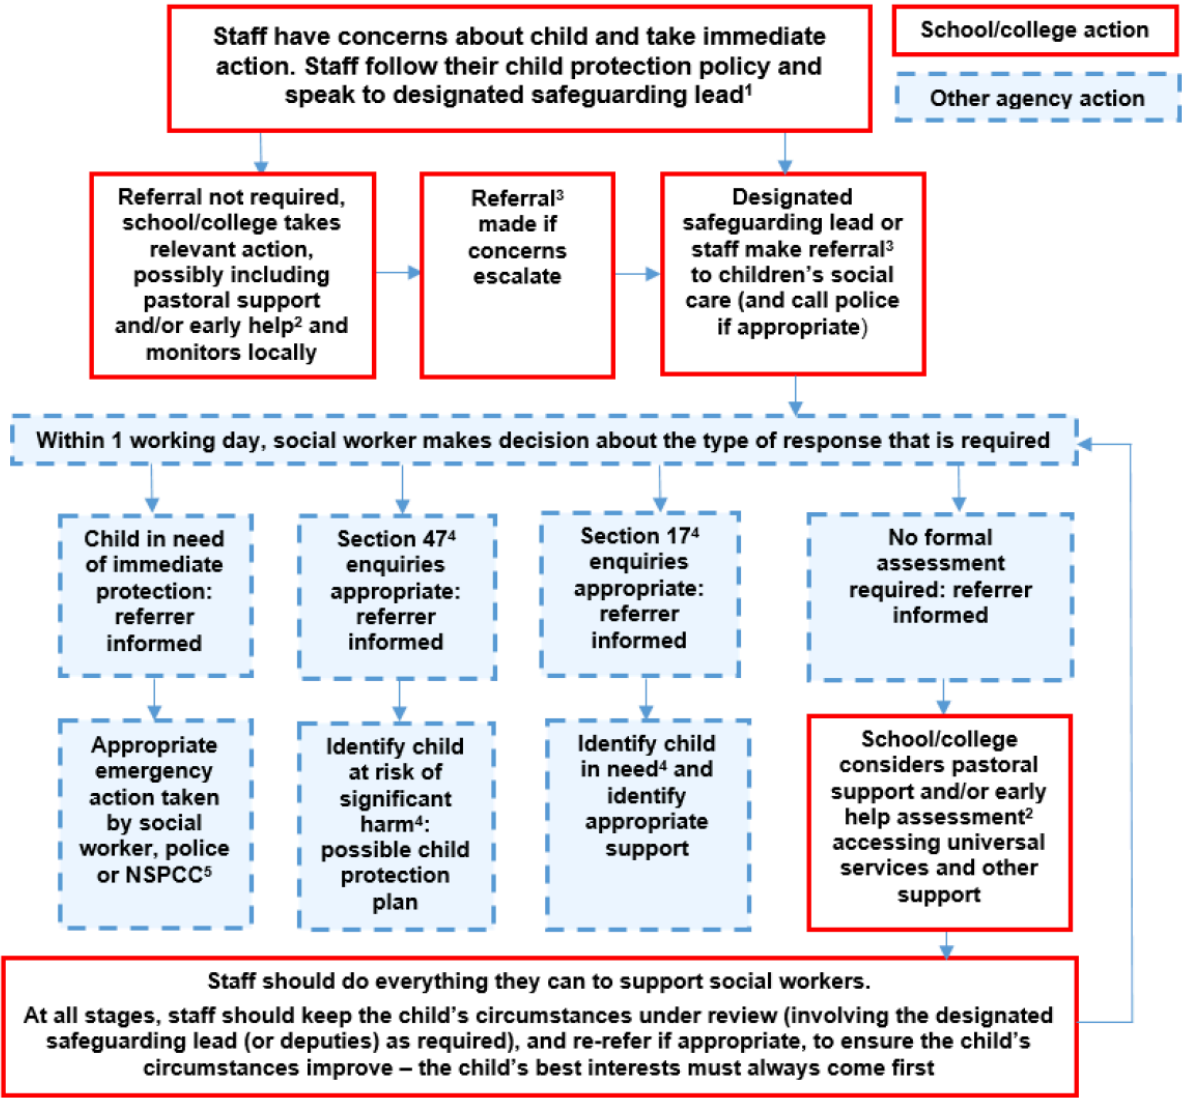 Staff have concerns about child and take immediate
action. Staff follow their child protection policy and
speak to designated safeguarding lead¹
School/college action
Other agency action
Referral not required,
school/college takes
relevant action,
possibly including
pastoral support
and/or early help² and
monitors locally
Referral³
made if
concerns
escalate
Designated
safeguarding lead or
staff make referral³
to children’s social
care (and call police
if appropriate)
Within 1 working day, social worker makes decision about the type of response that is required
Child in need
of immediate
protection:
referrer
informed
Section 47⁴
enquiries
appropriate:
referrer
informed
Section 17⁴
enquiries
appropriate:
referrer
informed
No formal
assessment
required: referrer
informed
Appropriate
emergency
action taken
by social
worker, police
or NSPCC⁵
Identify child
at risk of
significant
harm⁴:
possible child
protection
plan
Identify child
in need⁴ and
identify
appropriate
support
School/college
considers pastoral
support and/or early
help assessment²
accessing universal
services and other
support
Staff should do everything they can to support social workers.
At all stages, staff should keep the child’s circumstances under review (involving the designated
safeguarding lead (or deputies) as required), and re-refer if appropriate, to ensure the child’s
circumstances improve – the child’s best interests must always come first